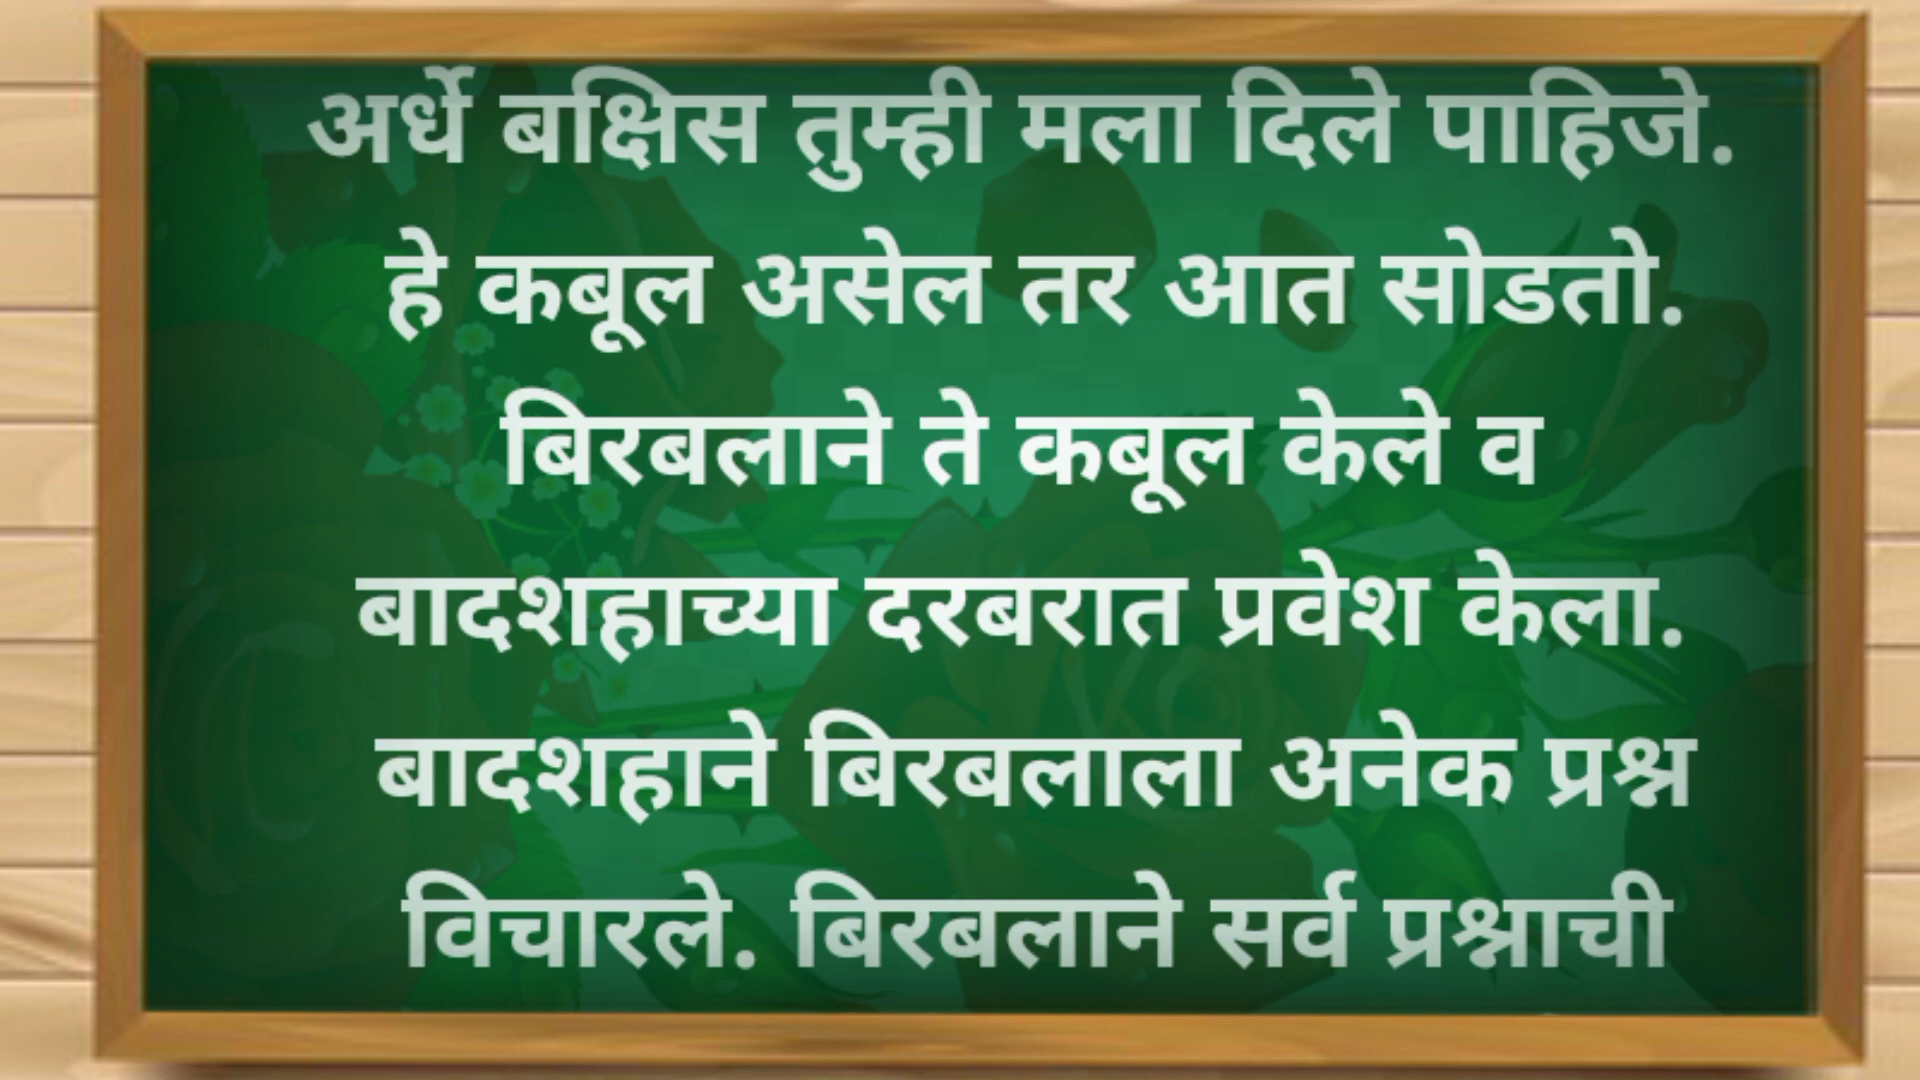 अर्धे बक्षिस तुम्ही मला दिले पाहिजे.
हे कबूल असेल तर आत सोडतो.
बिरबलाने ते कबूल केले व
बादशहाच्या दरबरात प्रवेश केला.
बादशहाने बिरबलाला अनेक प्रश्न
विचारले. बिरबलाने सर्व प्रश्नाची